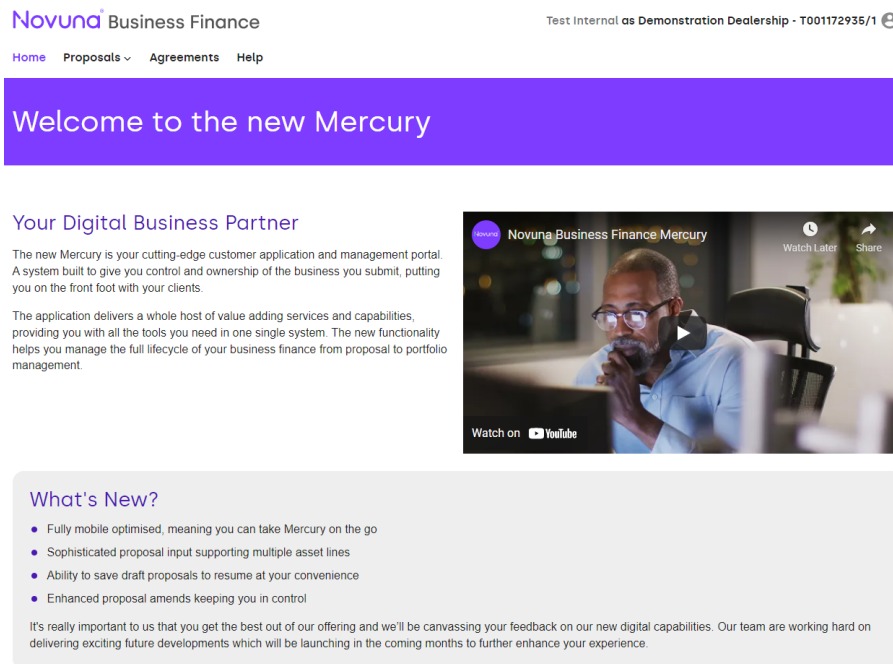 Novuna Business Finance
Test Internal as Demonstration Dealership - T001172935/1
Home Proposals Agreements Help
Welcome to the new Mercury
Your Digital Business Partner
The new Mercury is your cutting-edge customer application and management portal.
A system built to give you control and ownership of the business you submit, putting
you on the front foot with your clients.
The application delivers a whole host of value adding services and capabilities,
providing you with all the tools you need in one single system. The new functionality
helps you manage the full lifecycle of your business finance from proposal to portfolio
management.
Novuna
Novuna Business Finance Mercury
Watch Later
Share
Watch on YouTube
What's New?
Fully mobile optimised, meaning you can take Mercury on the go
Sophisticated proposal input supporting multiple asset lines
Ability to save draft proposals to resume at your convenience
Enhanced proposal amends keeping you in control
It's really important to us that you get the best out of our offering and we'll be canvassing your feedback on our new digital capabilities. Our team are working hard on
delivering exciting future developments which will be launching in the coming months to further enhance your experience.